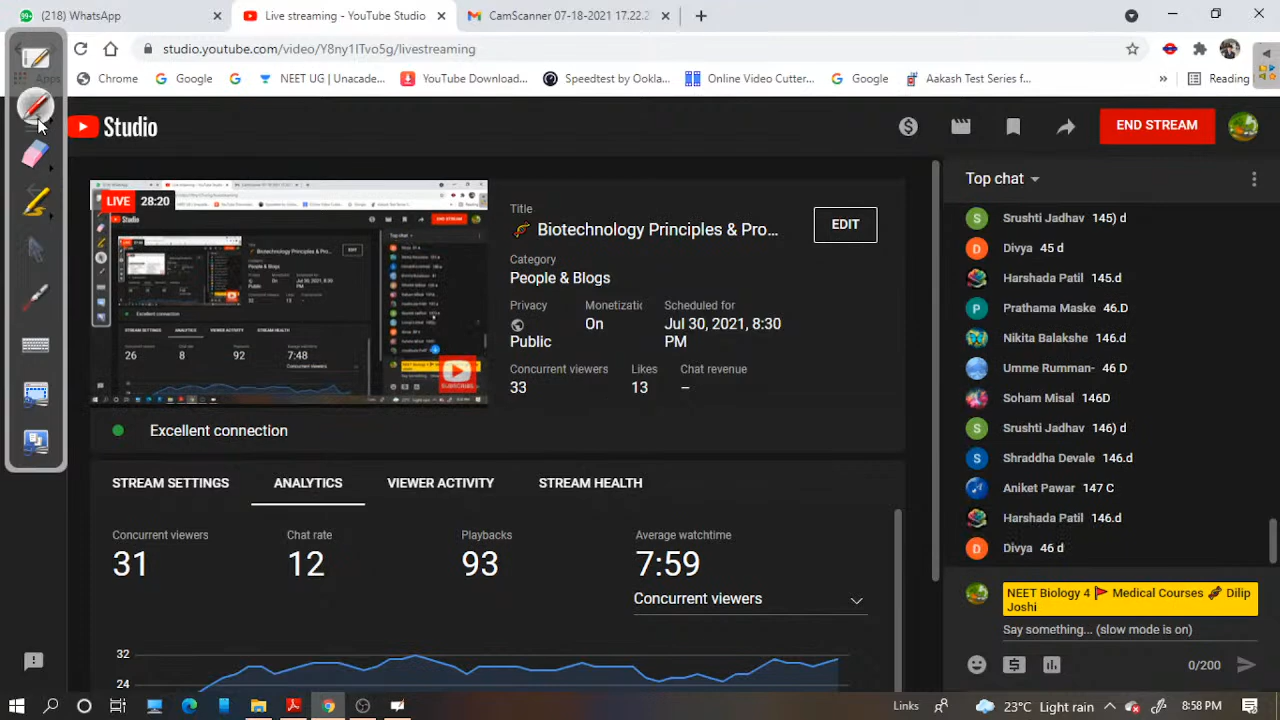 (218) WhatsApp
Live streaming - YouTube Studio
CamScanner 07-18-2021 17.22.2
studio.youtube.com/video/Y8ny1ITvo5g/livestreaming
Apps
Chrome
Google
NEET UG | Unacade...
YouTube Download...
Speedtest by Ookla...
Online Video Cutter...
Google
Aakash Test Series f...
»
Reading
Studio
END STREAM
LIVE 28:20
Title
Biotechnology Principles & Pro...
EDIT
Category
People & Blogs
Privacy
Public
Monetizatic
On
Scheduled for
Jul 30, 2021, 8:30
PM
Concurrent viewers
33
Likes
13
Chat revenue
–
Excellent connection
STREAM SETTINGS
ANALYTICS
VIEWER ACTIVITY
STREAM HEALTH
Concurrent viewers
31
Chat rate
12
Playbacks
93
Average watchtime
7:59
Concurrent viewers
32
24
Top chat
Srushti Jadhav 145) d
Divya 45 d
Harshada Patil 145.d
Prathama Maske 46.D
Nikita Balakshe -146.d
Umme Rumman- 46 D
Soham Misal 146D
Srushti Jadhav 146) d
Shraddha Devale 146.d
Aniket Pawar 147 C
Harshada Patil 146.d
Divya 46 d
NEET Biology 4 🚩 Medical Courses 🧬 Dilip
Joshi
Say something... (slow mode is on)
0/200
Links
23°C Light rain
8:58 PM